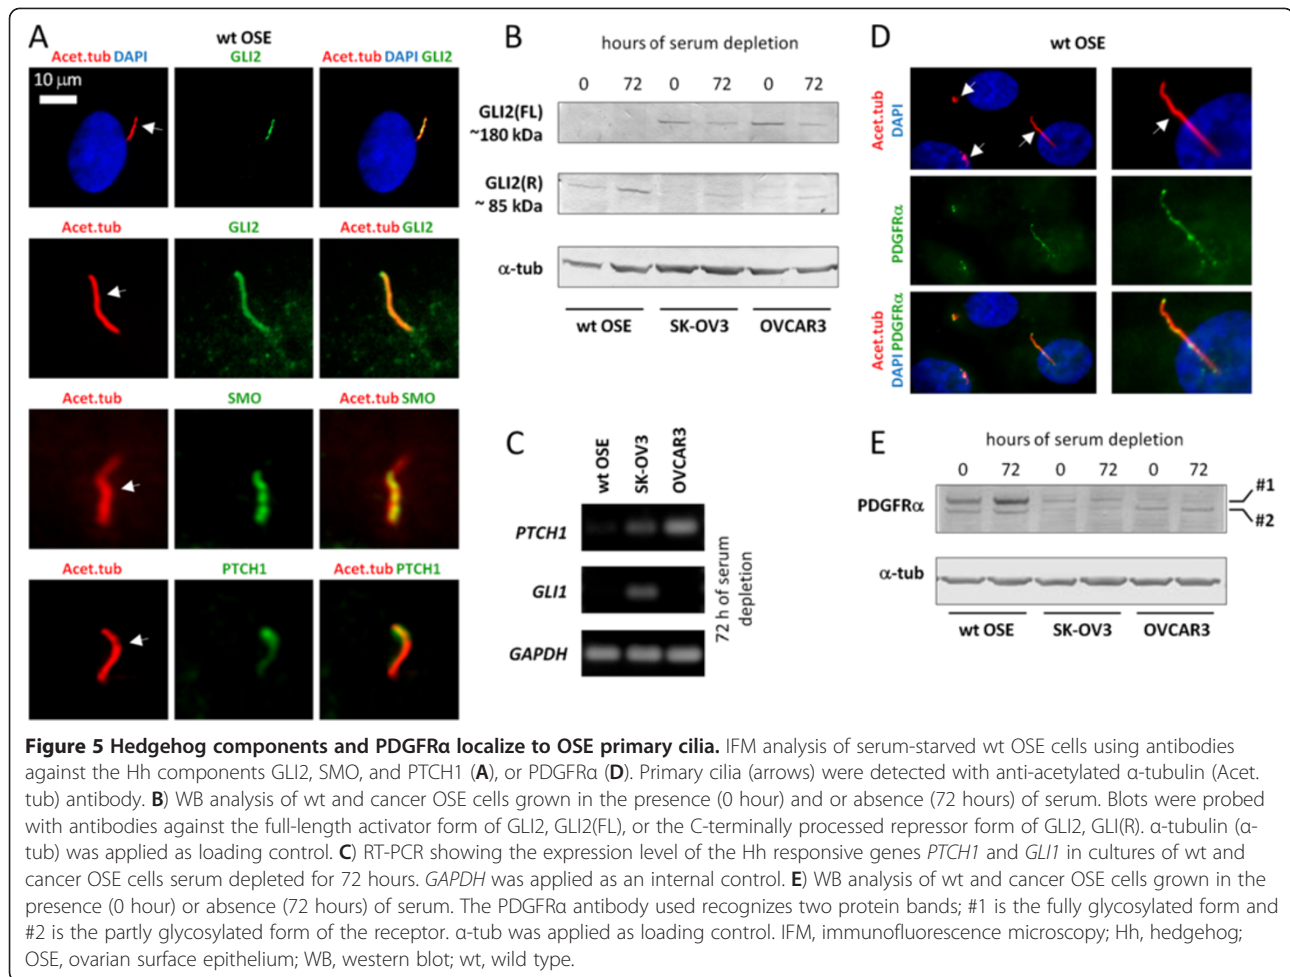 A
wt OSE
Acet.tub DAPI
GLI2
Acet.tub DAPI GLI2
10 µm
Acet.tub
GLI2
Acet.tub GLI2
Acet.tub
SMO
Acet.tub SMO
Acet.tub
PTCH1
Acet.tub PTCH1
B
hours of serum depletion
0 72 0 72 0 72
GLI2(FL)
~180 kDa
GLI2(R)
~ 85 kDa
α-tub
wt OSE SK-OV3 OVCAR3
C
wt OSE
SK-OV3
OVCAR3
PTCH1
GLI1
GAPDH
72 h of serum
depletion
D
wt OSE
Acet.tub
DAPI
PDGFRα
Acet.tub
DAPI PDGFRα
E
hours of serum depletion
0 72 0 72 0 72
PDGFRα
#1
#2
α-tub
wt OSE SK-OV3 OVCAR3
Figure 5 Hedgehog components and PDGFRα localize to OSE primary cilia. IFM analysis of serum-starved wt OSE cells using antibodies
against the Hh components GLI2, SMO, and PTCH1 (A), or PDGFRα (D). Primary cilia (arrows) were detected with anti-acetylated α-tubulin (Acet.
tub) antibody. B) WB analysis of wt and cancer OSE cells grown in the presence (0 hour) and or absence (72 hours) of serum. Blots were probed
with antibodies against the full-length activator form of GLI2, GLI2(FL), or the C-terminally processed repressor form of GLI2, GLI(R). α-tubulin (α-
tub) was applied as loading control. C) RT-PCR showing the expression level of the Hh responsive genes PTCH1 and GLI1 in cultures of wt and
cancer OSE cells serum depleted for 72 hours. GAPDH was applied as an internal control. E) WB analysis of wt and cancer OSE cells grown in the
presence (0 hour) or absence (72 hours) of serum. The PDGFRα antibody used recognizes two protein bands; #1 is the fully glycosylated form and
#2 is the partly glycosylated form of the receptor. α-tub was applied as loading control. IFM, immunofluorescence microscopy; Hh, hedgehog;
OSE, ovarian surface epithelium; WB, western blot; wt, wild type.